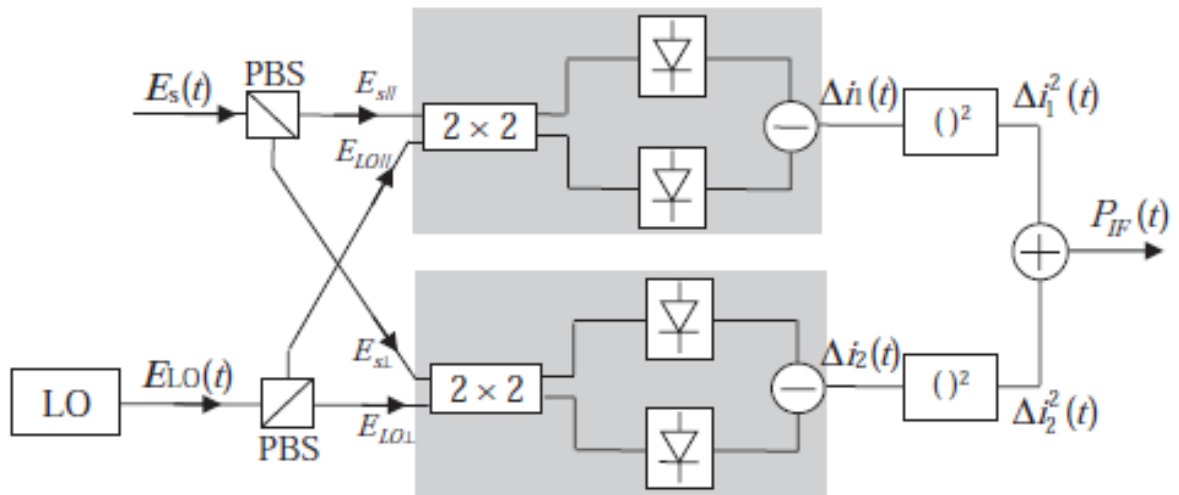 Es(t)
PBS
Es//
ELO//
2 × 2
−
Δi1(t)
( )²
Δi₁²(t)
+
PIF(t)
LO
ELO(t)
PBS
Es⊥
ELO⊥
2 × 2
−
Δi2(t)
( )²
Δi₂²(t)